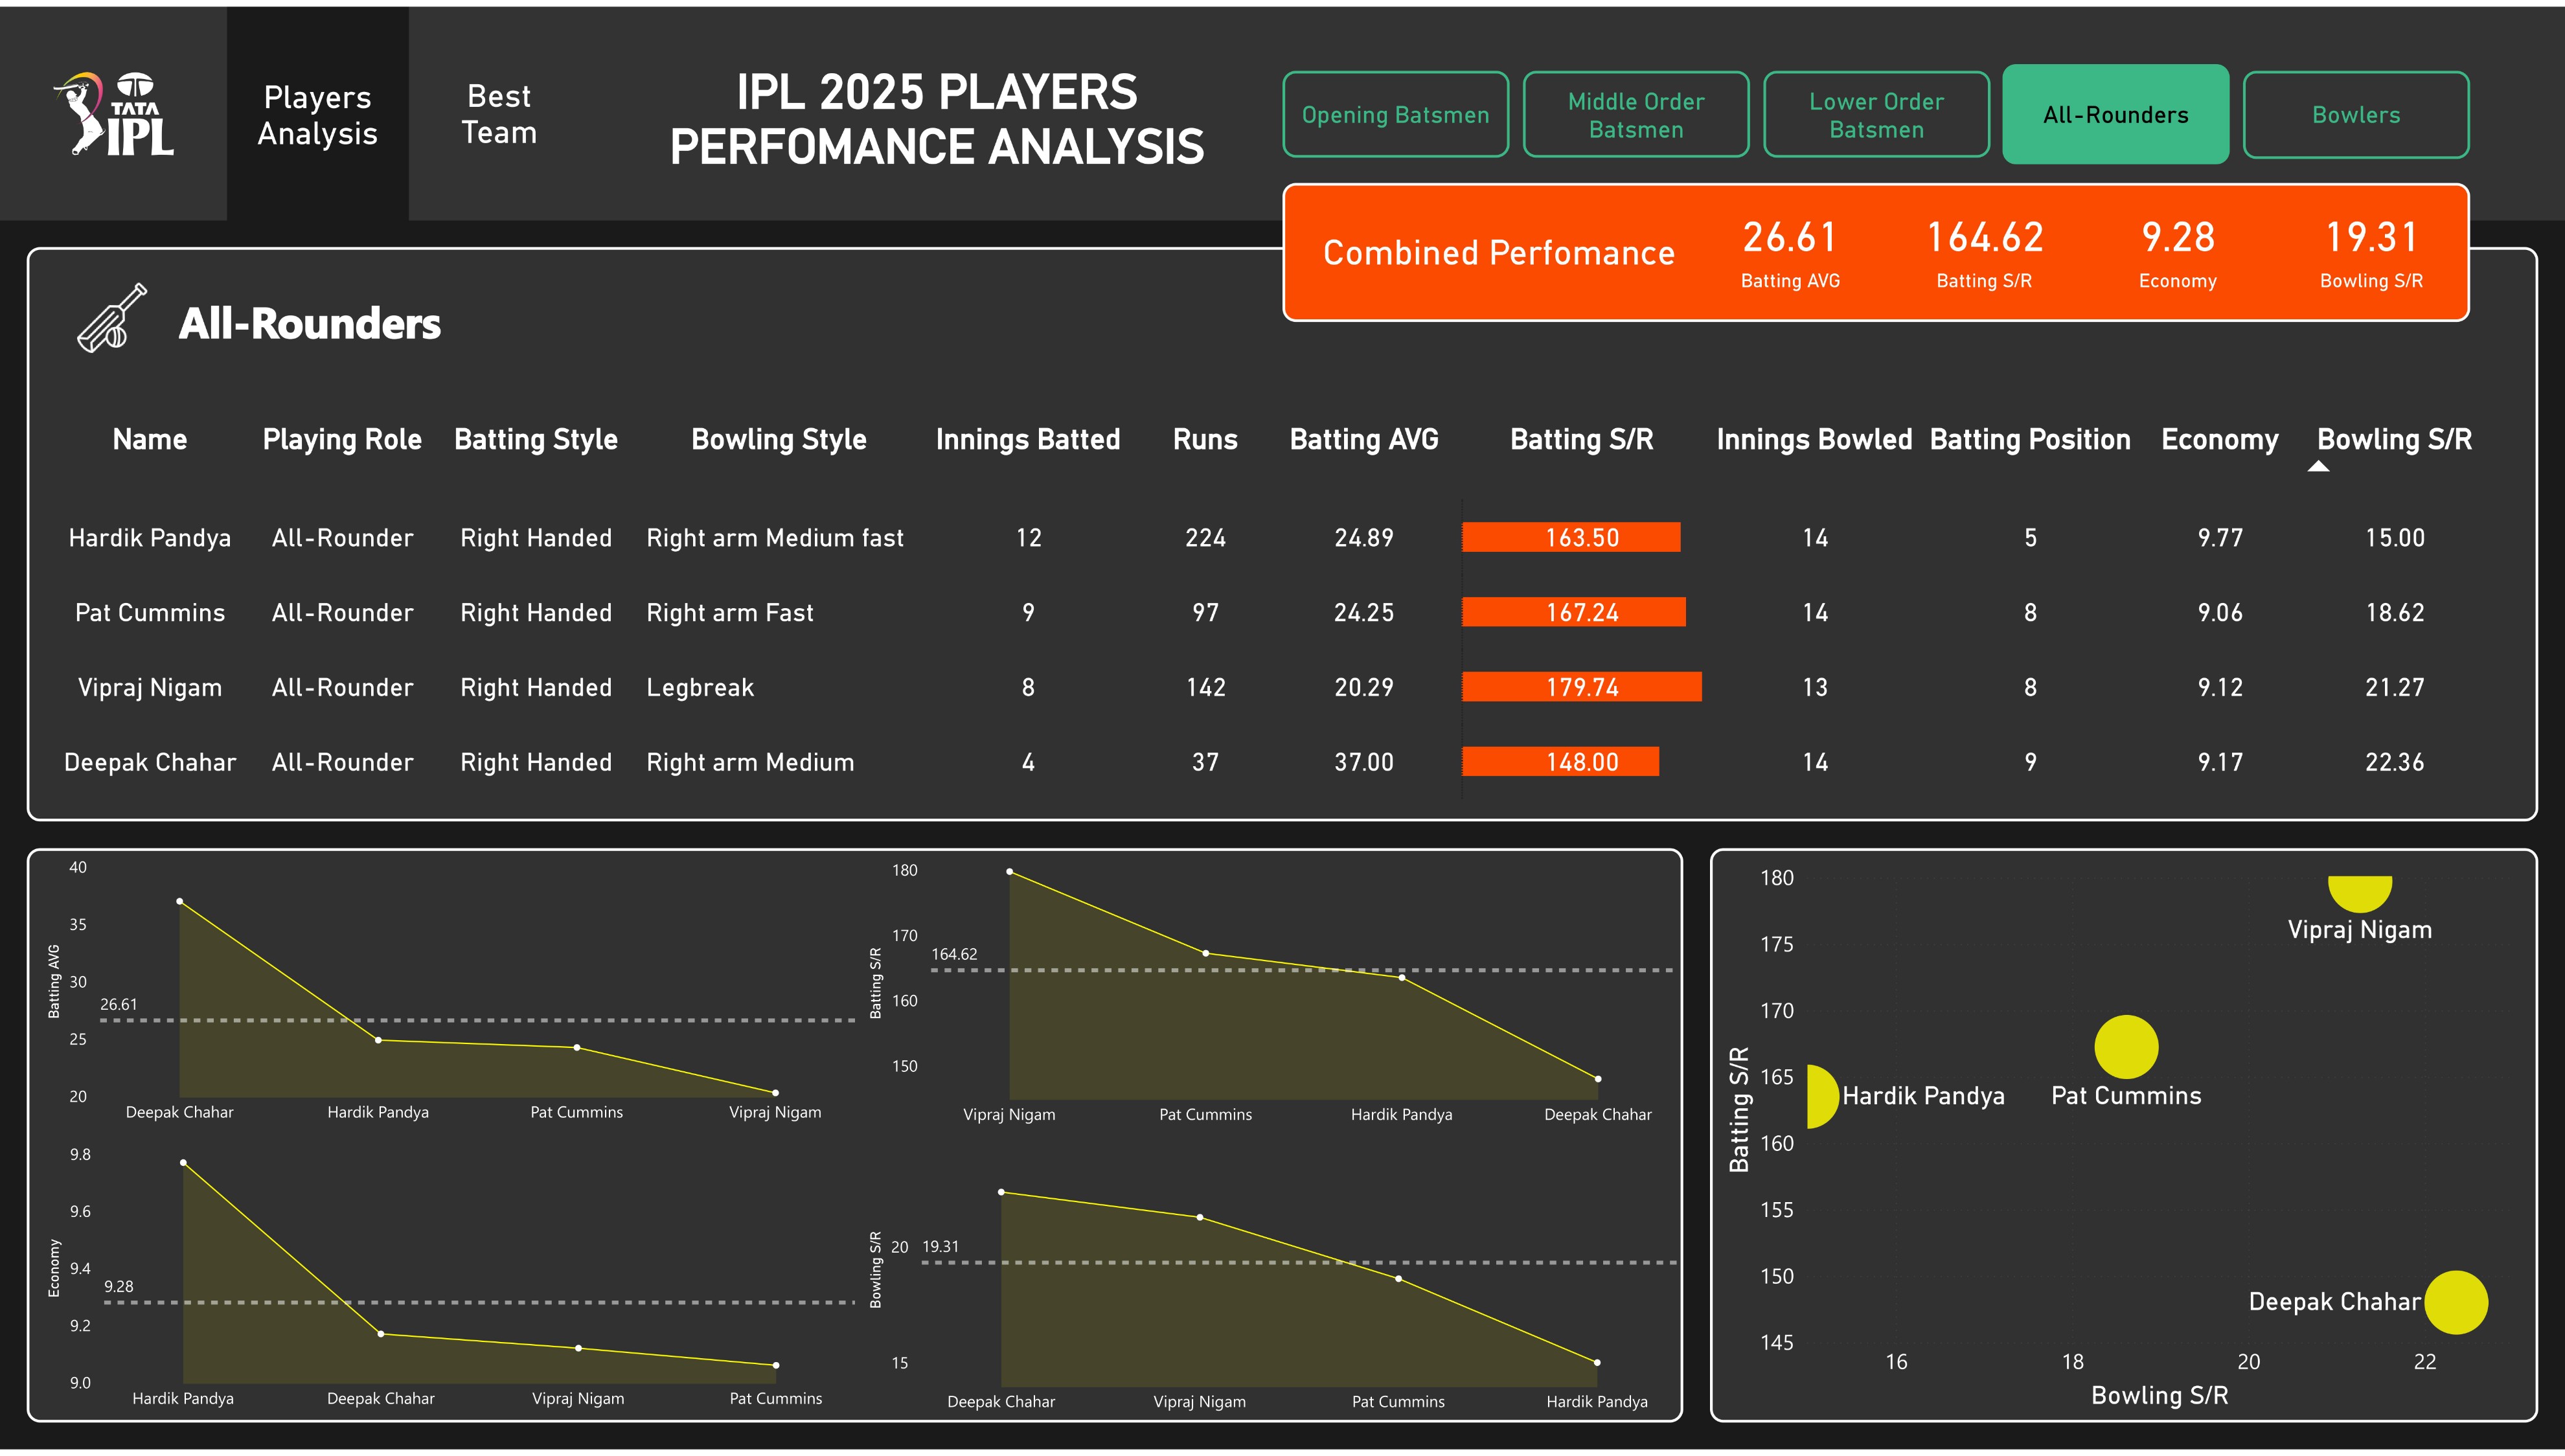 TATA
IPL
Players
Analysis
Best
Team
IPL 2025 PLAYERS
PERFOMANCE ANALYSIS
Opening Batsmen
Middle Order
Batsmen
Lower Order
Batsmen
All-Rounders
Bowlers
Combined Perfomance
26.61
Batting AVG
164.62
Batting S/R
9.28
Economy
19.31
Bowling S/R
All-Rounders
Name Playing Role Batting Style Bowling Style Innings Batted Runs Batting AVG Batting S/R Innings Bowled Batting Position Economy Bowling S/R
Hardik Pandya All-Rounder Right Handed Right arm Medium fast 12 224 24.89 163.50 14 5 9.77 15.00
Pat Cummins All-Rounder Right Handed Right arm Fast 9 97 24.25 167.24 14 8 9.06 18.62
Vipraj Nigam All-Rounder Right Handed Legbreak 8 142 20.29 179.74 13 8 9.12 21.27
Deepak Chahar All-Rounder Right Handed Right arm Medium 4 37 37.00 148.00 14 9 9.17 22.36
Batting AVG
40
35
30
25
20
26.61
Deepak Chahar Hardik Pandya Pat Cummins Vipraj Nigam
Batting S/R
180
170
160
150
164.62
Vipraj Nigam Pat Cummins Hardik Pandya Deepak Chahar
Economy
9.8
9.6
9.4
9.2
9.0
9.28
Hardik Pandya Deepak Chahar Vipraj Nigam Pat Cummins
Bowling S/R
20
15
19.31
Deepak Chahar Vipraj Nigam Pat Cummins Hardik Pandya
Batting S/R
180
175
170
165
160
155
150
145
Vipraj Nigam
Hardik Pandya
Pat Cummins
Deepak Chahar
16 18 20 22
Bowling S/R